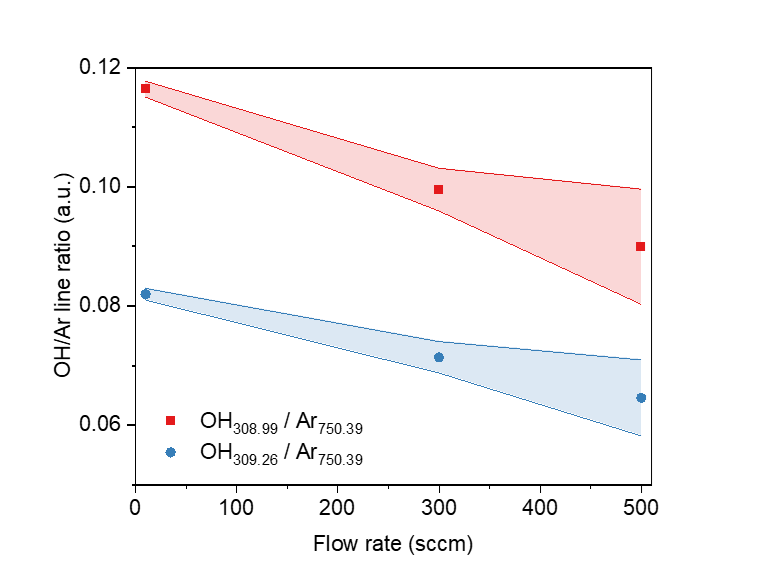 0.12
0.10
0.08
0.06
OH/Ar line ratio (a.u.)
OH308.99 / Ar750.39
OH309.26 / Ar750.39
0 100 200 300 400 500
Flow rate (sccm)